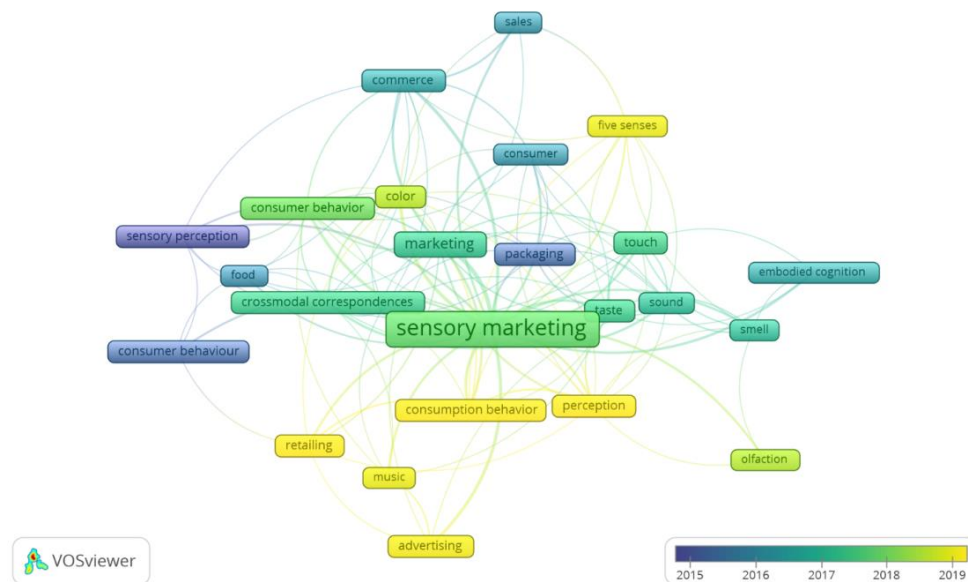 sales
commerce
five senses
consumer
color
consumer behavior
sensory perception
marketing
touch
packaging
embodied cognition
food
crossmodal correspondences
taste
sound
sensory marketing
smell
consumer behaviour
consumption behavior
perception
retailing
olfaction
music
advertising
VOSviewer
2015 2016 2017 2018 2019